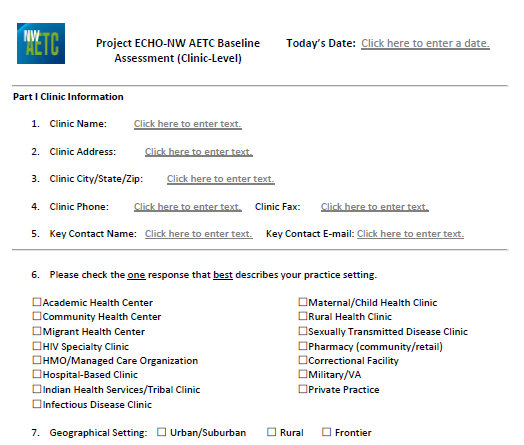 NW
AETC
Project ECHO-NW AETC Baseline Assessment (Clinic-Level)
Today's Date: Click here to enter a date.
Part I Clinic Information
1. Clinic Name: Click here to enter text.
2. Clinic Address: Click here to enter text.
3. Clinic City/State/Zip: Click here to enter text.
4. Clinic Phone: Click here to enter text. Clinic Fax: Click here to enter text.
5. Key Contact Name: Click here to enter text. Key Contact E-mail: Click here to enter text.
6. Please check the one response that best describes your practice setting.
☐Academic Health Center
☐Community Health Center
☐Migrant Health Center
☐HIV Specialty Clinic
☐HMO/Managed Care Organization
☐Hospital-Based Clinic
☐Indian Health Services/Tribal Clinic
☐Infectious Disease Clinic
☐Maternal/Child Health Clinic
☐Rural Health Clinic
☐Sexually Transmitted Disease Clinic
☐Pharmacy (community/retail)
☐Correctional Facility
☐Military/VA
☐Private Practice
7. Geographical Setting: ☐ Urban/Suburban ☐ Rural ☐ Frontier